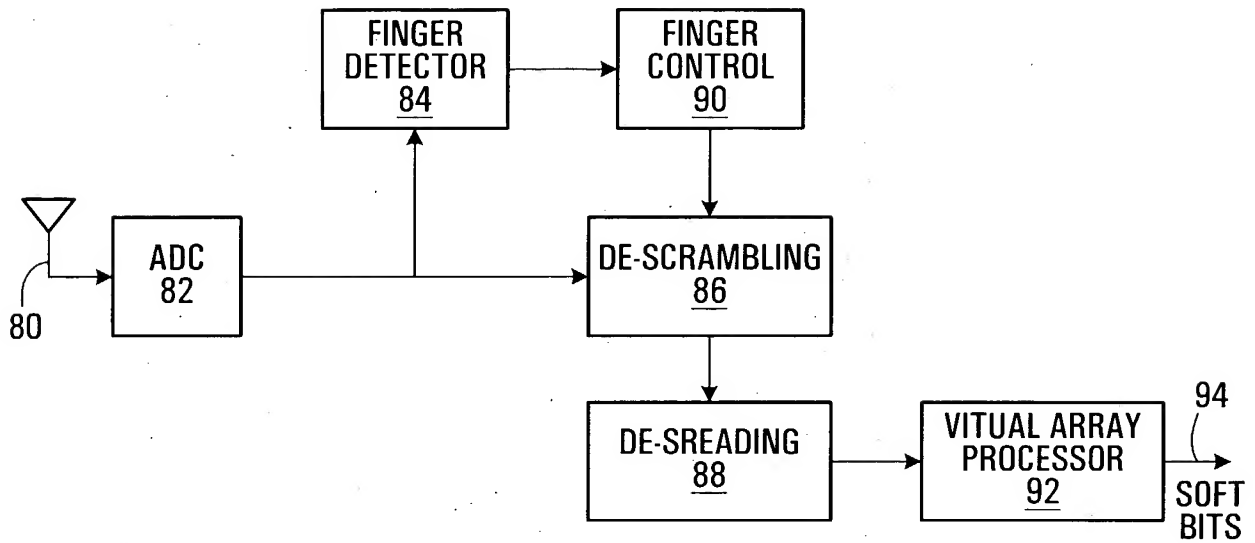 FINGER
DETECTOR
84
FINGER
CONTROL
90
80
ADC
82
DE-SCRAMBLING
86
DE-SREADING
88
VITUAL ARRAY
PROCESSOR
92
94
SOFT
BITS